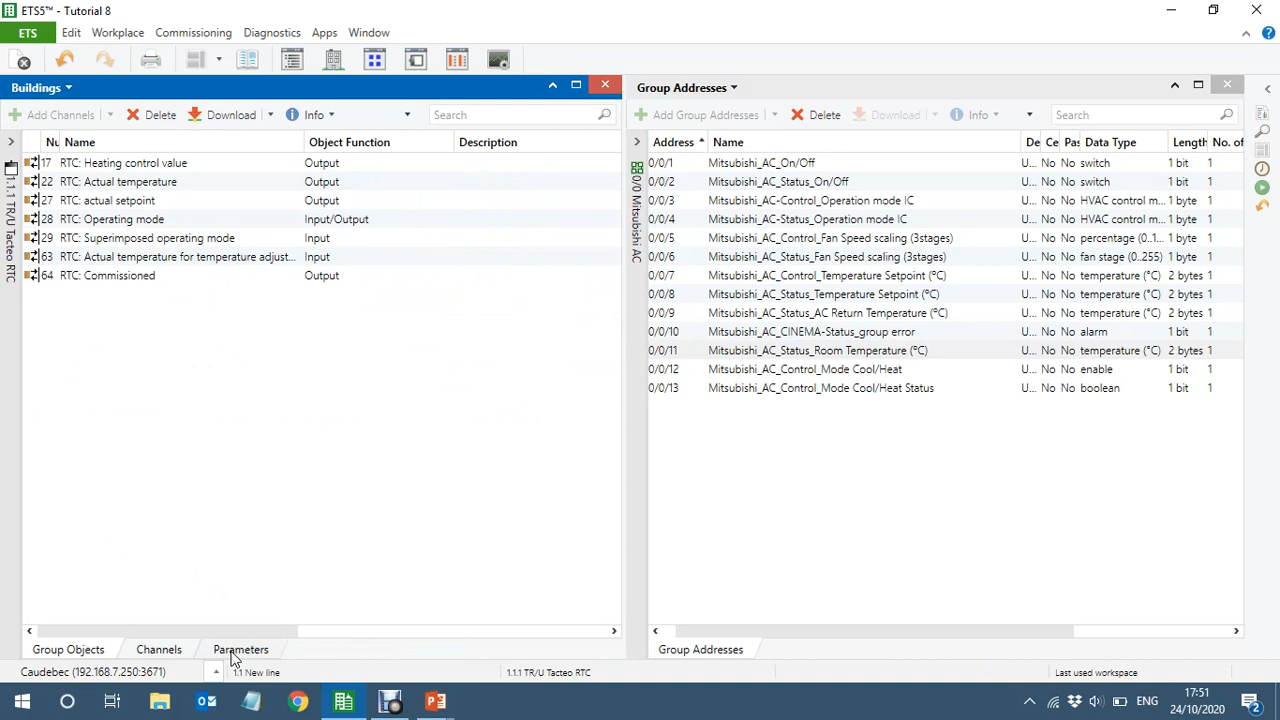 ETS5™ - Tutorial 8
ETS Edit Workplace Commissioning Diagnostics Apps Window
Buildings
Add Channels Delete Download Info Search
Nu Name Object Function Description
17 RTC: Heating control value Output
22 RTC: Actual temperature Output
27 RTC: actual setpoint Output
28 RTC: Operating mode Input/Output
29 RTC: Superimposed operating mode Input
63 RTC: Actual temperature for temperature adjust... Input
64 RTC: Commissioned Output
1.1.1 TR/U Tacteo RTC
Group Objects Channels Parameters
Group Addresses
Add Group Addresses Delete Download Info Search
Address Name De Ce Pas Data Type Length No. of
0/0/1 Mitsubishi_AC_On/Off U... No No switch 1 bit 1
0/0/2 Mitsubishi_AC_Status_On/Off U... No No switch 1 bit 1
0/0/3 Mitsubishi_AC-Control_Operation mode IC U... No No HVAC control m... 1 byte 1
0/0/4 Mitsubishi_AC-Status_Operation mode IC U... No No HVAC control m... 1 byte 1
0/0/5 Mitsubishi_AC_Control_Fan Speed scaling (3stages) U... No No percentage (0..1... 1 byte 1
0/0/6 Mitsubishi_AC_Status_Fan Speed scaling (3stages) U... No No fan stage (0..255) 1 byte 1
0/0/7 Mitsubishi_AC_Control_Temperature Setpoint (ºC) U... No No temperature (°C) 2 bytes 1
0/0/8 Mitsubishi_AC_Status_Temperature Setpoint (ºC) U... No No temperature (°C) 2 bytes 1
0/0/9 Mitsubishi_AC_Status_AC Return Temperature (ºC) U... No No temperature (°C) 2 bytes 1
0/0/10 Mitsubishi_AC_CINEMA-Status_group error U... No No alarm 1 bit 1
0/0/11 Mitsubishi_AC_Status_Room Temperature (ºC) U... No No temperature (°C) 2 bytes 1
0/0/12 Mitsubishi_AC_Control_Mode Cool/Heat U... No No enable 1 bit 1
0/0/13 Mitsubishi_AC_Control_Mode Cool/Heat Status U... No No boolean 1 bit 1
0/0 Mitsubishi AC
Group Addresses
Caudebec (192.168.7.250:3671) 1.1 New line 1.1.1 TR/U Tacteo RTC Last used workspace
ENG
17:51
24/10/2020
2